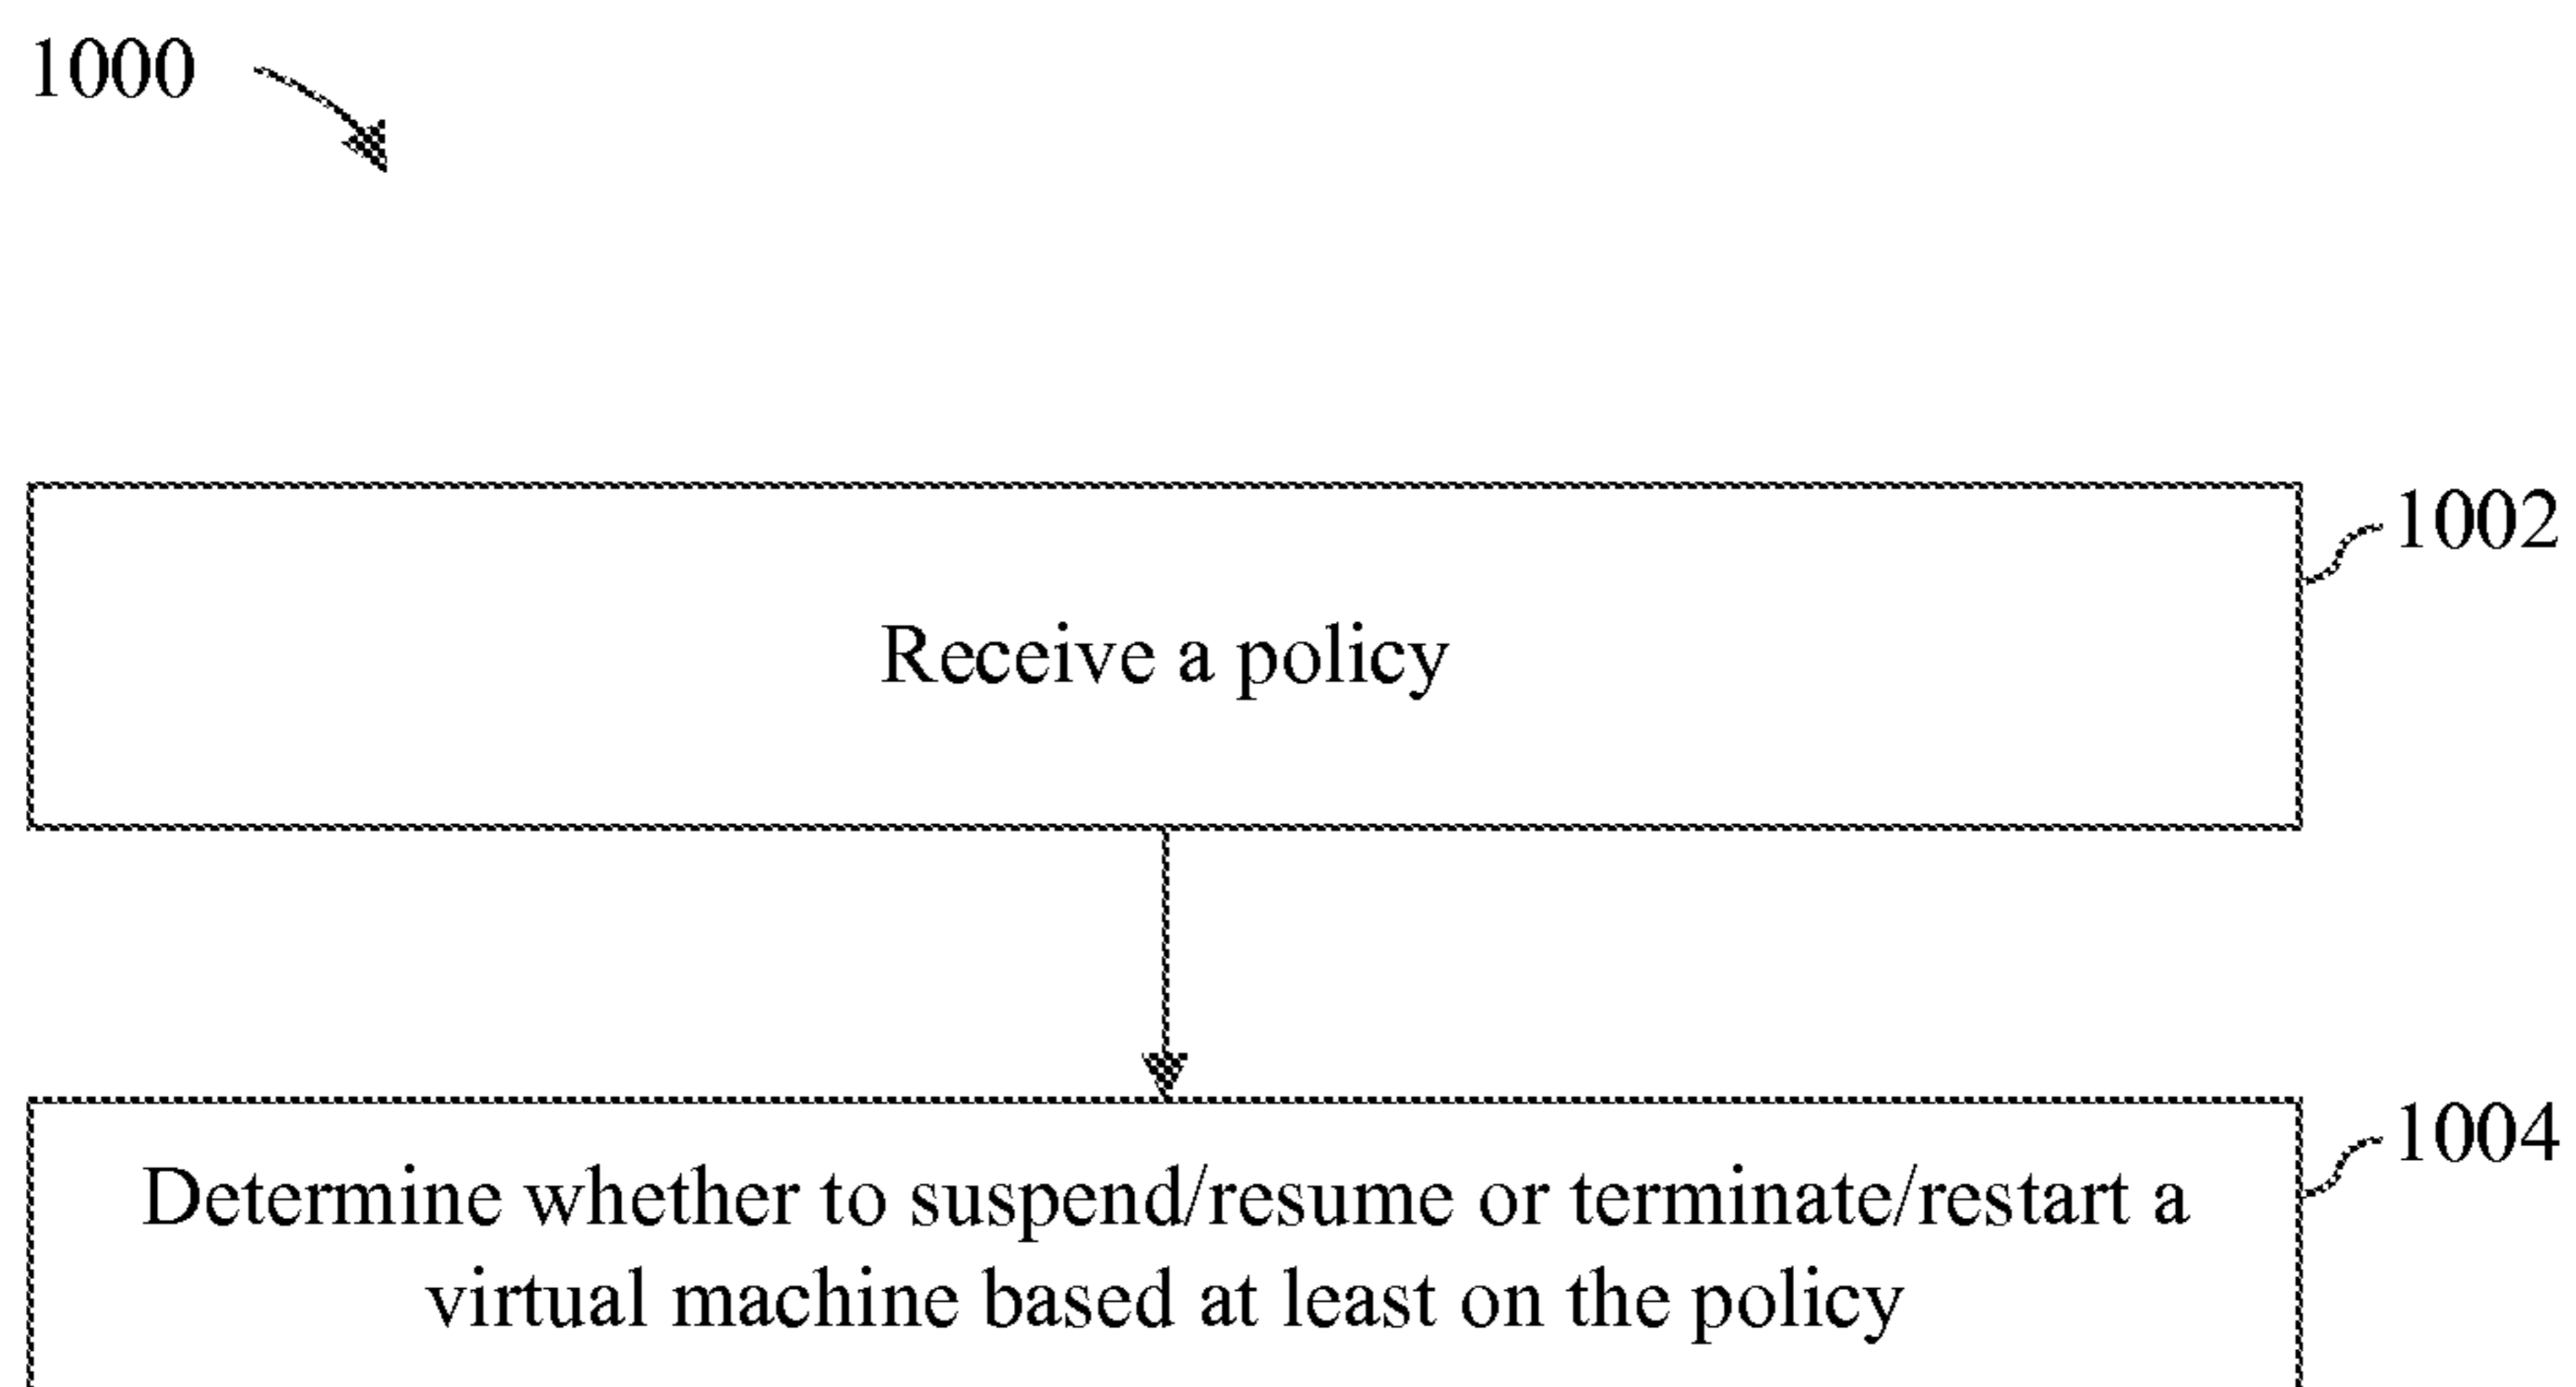 1000
1002
Receive a policy
1004
Determine whether to suspend/resume or terminate/restart a
virtual machine based at least on the policy